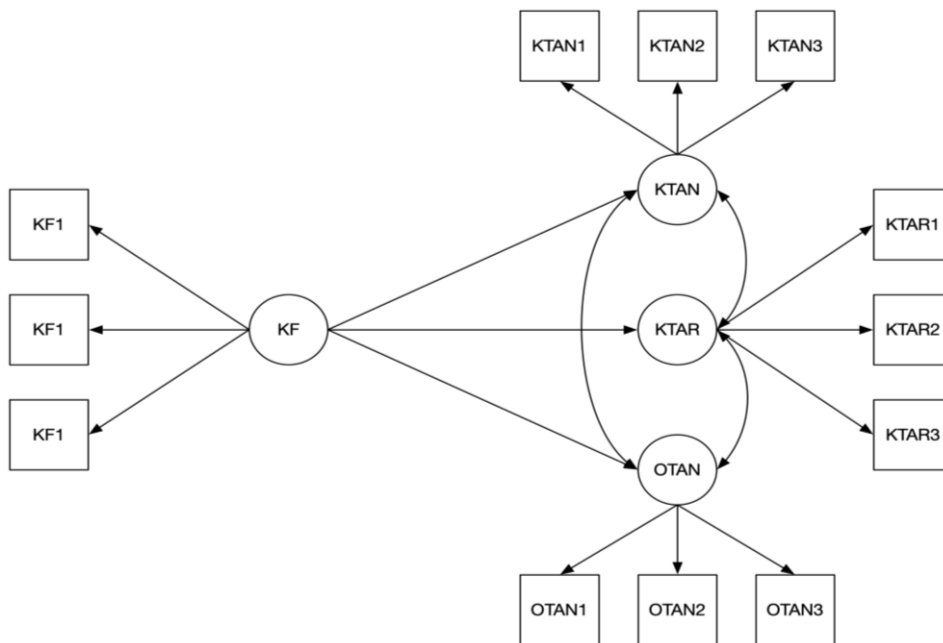 KTAN1
KTAN2
KTAN3
KTAN
KF1
KTAR1
KF1
KF
KTAR
KTAR2
KF1
KTAR3
OTAN
OTAN1
OTAN2
OTAN3